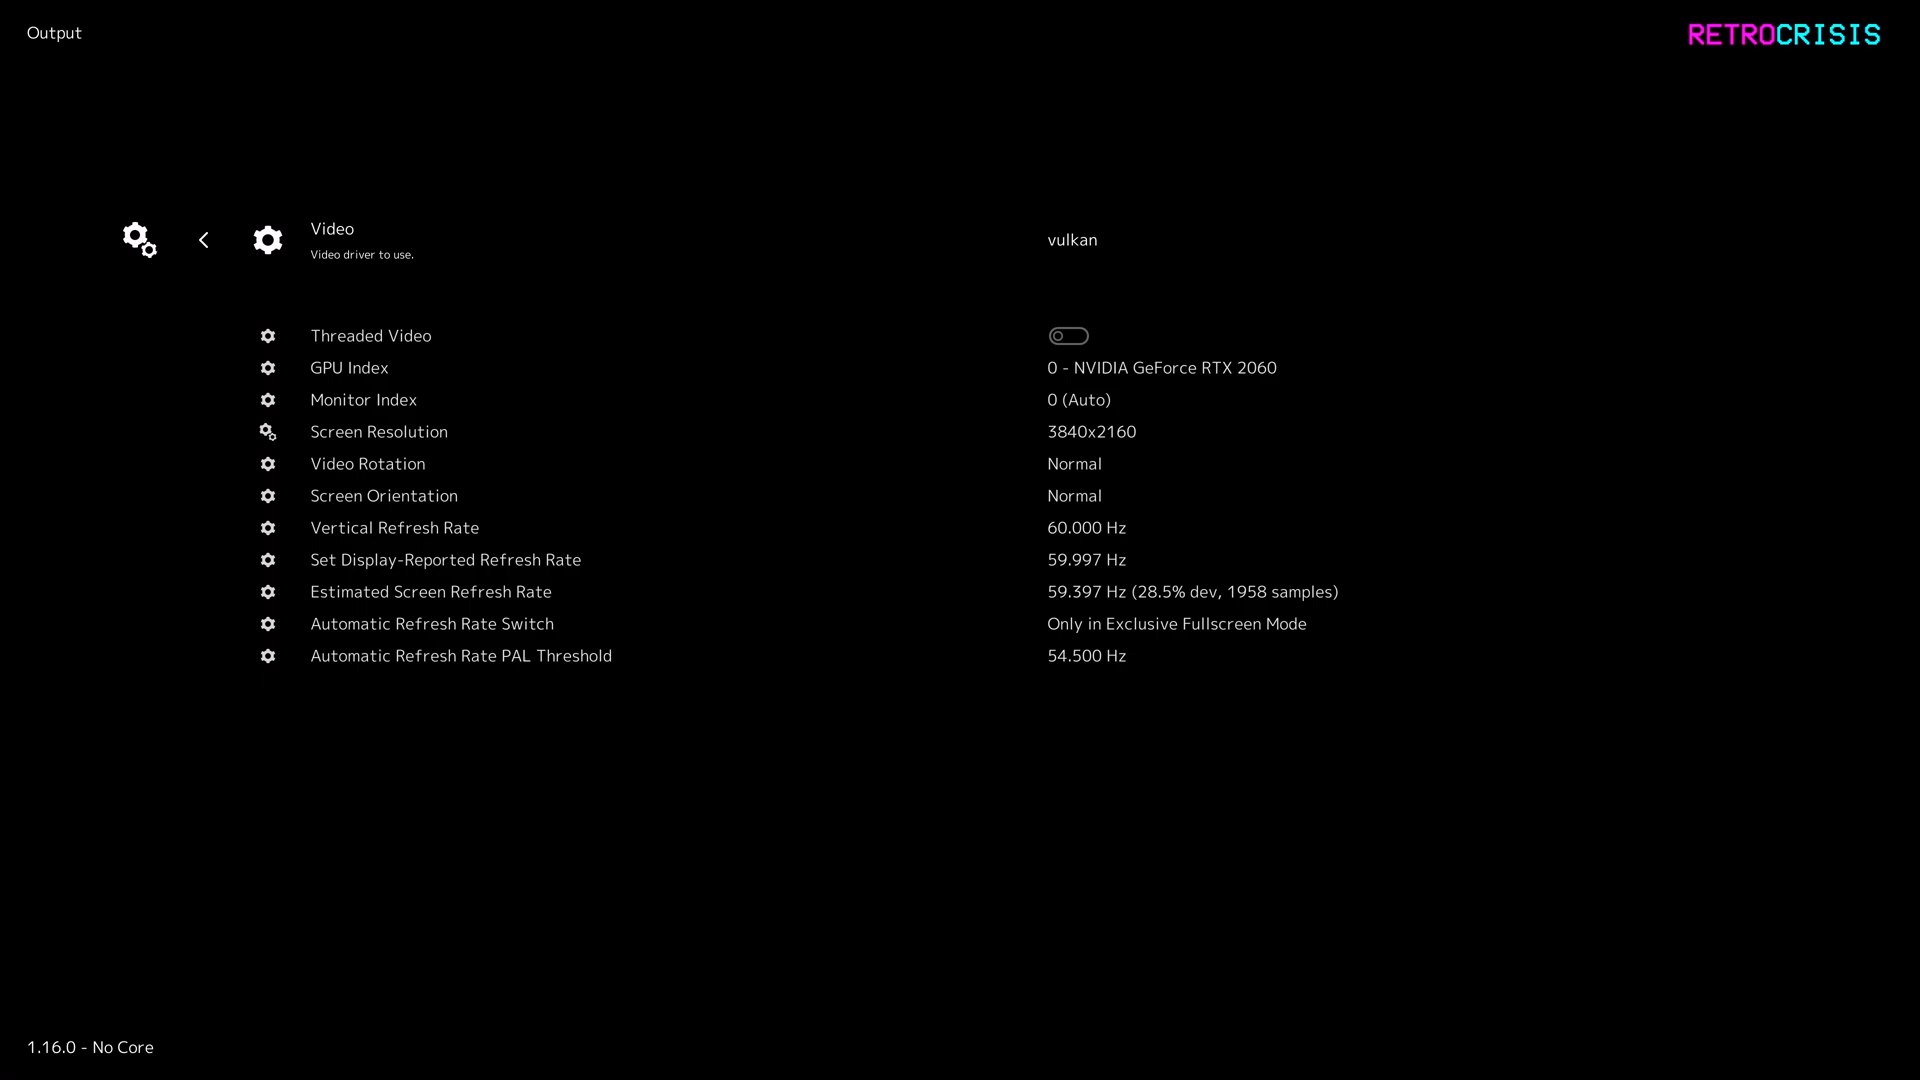 Output
RETROCRISIS
Video
vulkan
Video driver to use.
Threaded Video
GPU Index 0 - NVIDIA GeForce RTX 2060
Monitor Index 0 (Auto)
Screen Resolution 3840x2160
Video Rotation Normal
Screen Orientation Normal
Vertical Refresh Rate 60.000 Hz
Set Display-Reported Refresh Rate 59.997 Hz
Estimated Screen Refresh Rate 59.397 Hz (28.5% dev, 1958 samples)
Automatic Refresh Rate Switch Only in Exclusive Fullscreen Mode
Automatic Refresh Rate PAL Threshold 54.500 Hz
1.16.0 - No Core